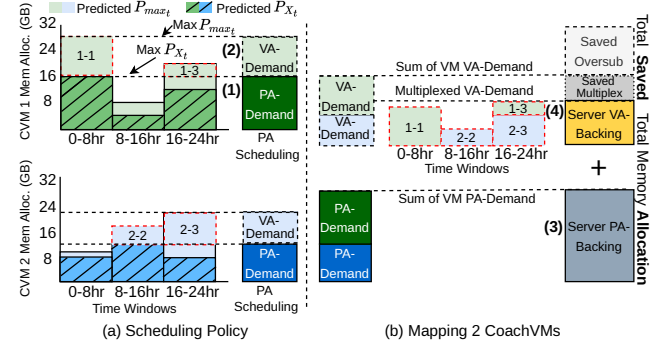 Predicted P_max_t
Predicted P_X_t
CVM 1 Mem Alloc. (GB)
32
24
16
8
1-1
Max P_X_t
Max P_max_t
1-3
(2)
(1)
VA-
Demand
PA-
Demand
0-8hr
8-16hr
16-24hr
PA
Scheduling
CVM 2 Mem Alloc. (GB)
32
24
16
8
2-2
2-3
VA-
Demand
PA-
Demand
0-8hr
8-16hr
16-24hr
Time Windows
PA
Scheduling
(a) Scheduling Policy
Sum of VM VA-Demand
Multiplexed VA-Demand
VA-
Demand
VA-
Demand
1-1
2-2
1-3
2-3
0-8hr
8-16hr
16-24hr
Time Windows
Saved
Oversub
Saved
Multiplex
(4)
Server VA-
Backing
+
Sum of VM PA-Demand
PA-
Demand
PA-
Demand
(3)
Server PA-
Backing
Total Saved
Total Memory Allocation
(b) Mapping 2 CoachVMs